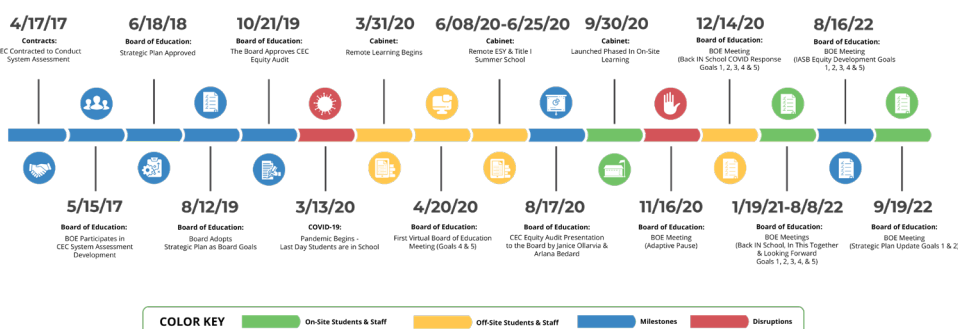 4/17/17
Contracts:
EC Contracted to Conduct
System Assessment
6/18/18
Board of Education:
Strategic Plan Approved
10/21/19
Board of Education:
The Board Approves CEC
Equity Audit
3/31/20
Cabinet:
Remote Learning Begins
6/08/20-6/25/20
Cabinet:
Remote ESY & Title I
Summer School
9/30/20
Cabinet:
Launched Phased In On-Site
Learning
12/14/20
Board of Education:
BOE Meeting
(Back IN School COVID Response
Goals 1, 2, 3, 4 & 5)
8/16/22
Board of Education:
BOE Meeting
(IASB Equity Development Goals
1, 2, 3, 4 & 5)
5/15/17
Board of Education:
BOE Participates in
CEC System Assessment
Development
8/12/19
Board of Education:
Board Adopts
Strategic Plan as Board Goals
3/13/20
COVID-19:
Pandemic Begins -
Last Day Students are in School
4/20/20
Board of Education:
First Virtual Board of Education
Meeting (Goals 4 & 5)
8/17/20
Board of Education:
CEC Equity Audit Presentation
to the Board by Janice Ollarvia &
Ariana Bedard
11/16/20
Board of Education:
BOE Meeting
(Adaptive Pause)
1/19/21-8/8/22
Board of Education:
BOE Meetings
(Back IN School, In This Together
& Looking Forward
Goals 1, 2, 3, 4, & 5)
9/19/22
Board of Education:
BOE Meeting
(Strategic Plan Update Goals 1 & 2)
COLOR KEY
On-Site Students & Staff
Off-Site Students & Staff
Milestones
Disruptions